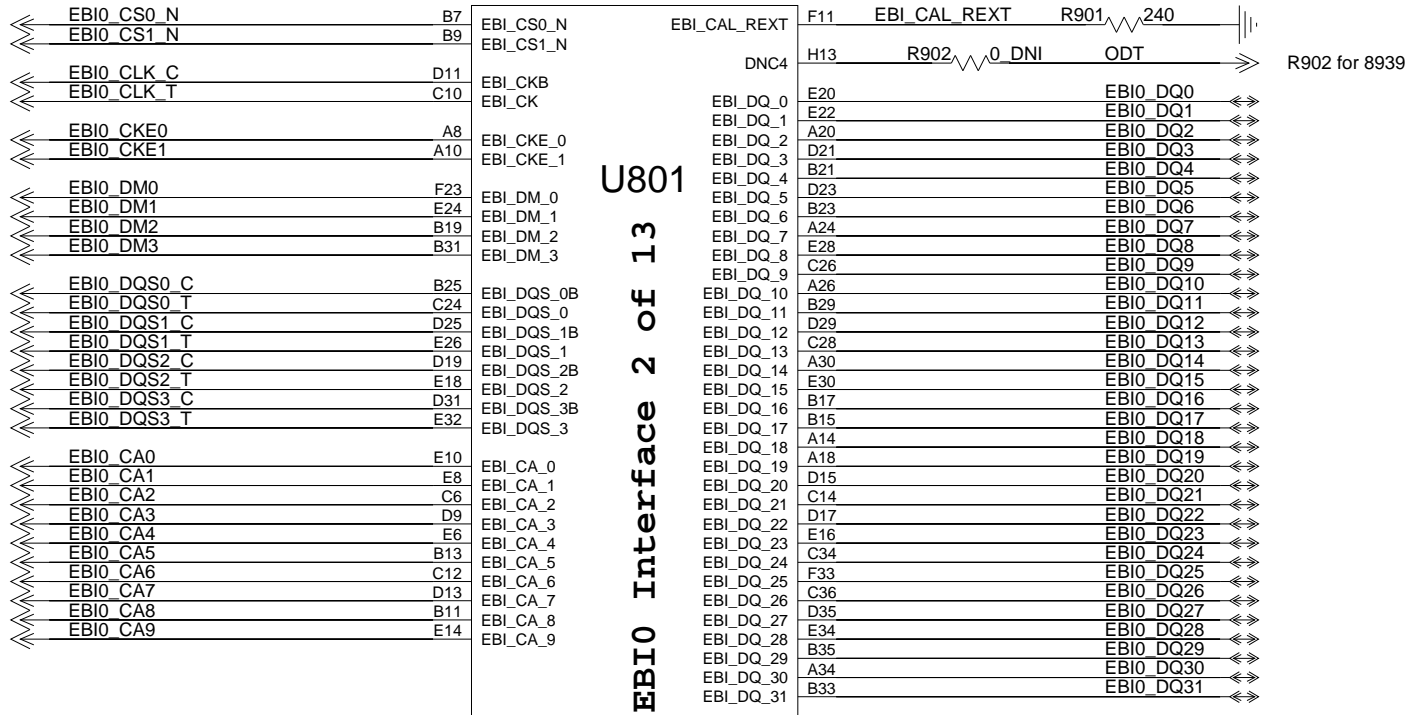 EBI0_CS0_N B7 EBI_CS0_N
EBI0_CS1_N B9 EBI_CS1_N
EBI0_CLK_C D11 EBI_CKB
EBI0_CLK_T C10 EBI_CK
EBI0_CKE0 A8 EBI_CKE_0
EBI0_CKE1 A10 EBI_CKE_1
EBI0_DM0 F23 EBI_DM_0
EBI0_DM1 E24 EBI_DM_1
EBI0_DM2 B19 EBI_DM_2
EBI0_DM3 B31 EBI_DM_3
EBI0_DQS0_C B25 EBI_DQS_0B
EBI0_DQS0_T C24 EBI_DQS_0
EBI0_DQS1_C D25 EBI_DQS_1B
EBI0_DQS1_T E26 EBI_DQS_1
EBI0_DQS2_C D19 EBI_DQS_2B
EBI0_DQS2_T E18 EBI_DQS_2
EBI0_DQS3_C D31 EBI_DQS_3B
EBI0_DQS3_T E32 EBI_DQS_3
EBI0_CA0 E10 EBI_CA_0
EBI0_CA1 E8 EBI_CA_1
EBI0_CA2 C6 EBI_CA_2
EBI0_CA3 D9 EBI_CA_3
EBI0_CA4 E6 EBI_CA_4
EBI0_CA5 B13 EBI_CA_5
EBI0_CA6 C12 EBI_CA_6
EBI0_CA7 D13 EBI_CA_7
EBI0_CA8 B11 EBI_CA_8
EBI0_CA9 E14 EBI_CA_9
U801
EBI0 Interface 2 of 13
EBI_CAL_REXT F11 EBI_CAL_REXT R901 240
DNC4 H13 R902 0_DNI ODT R902 for 8939
EBI_DQ_0 E20 EBI0_DQ0
EBI_DQ_1 E22 EBI0_DQ1
EBI_DQ_2 A20 EBI0_DQ2
EBI_DQ_3 D21 EBI0_DQ3
EBI_DQ_4 B21 EBI0_DQ4
EBI_DQ_5 D23 EBI0_DQ5
EBI_DQ_6 B23 EBI0_DQ6
EBI_DQ_7 A24 EBI0_DQ7
EBI_DQ_8 E28 EBI0_DQ8
EBI_DQ_9 C26 EBI0_DQ9
EBI_DQ_10 A26 EBI0_DQ10
EBI_DQ_11 B29 EBI0_DQ11
EBI_DQ_12 D29 EBI0_DQ12
EBI_DQ_13 C28 EBI0_DQ13
EBI_DQ_14 A30 EBI0_DQ14
EBI_DQ_15 E30 EBI0_DQ15
EBI_DQ_16 B17 EBI0_DQ16
EBI_DQ_17 B15 EBI0_DQ17
EBI_DQ_18 A14 EBI0_DQ18
EBI_DQ_19 A18 EBI0_DQ19
EBI_DQ_20 D15 EBI0_DQ20
EBI_DQ_21 C14 EBI0_DQ21
EBI_DQ_22 D17 EBI0_DQ22
EBI_DQ_23 E16 EBI0_DQ23
EBI_DQ_24 C34 EBI0_DQ24
EBI_DQ_25 F33 EBI0_DQ25
EBI_DQ_26 C36 EBI0_DQ26
EBI_DQ_27 D35 EBI0_DQ27
EBI_DQ_28 E34 EBI0_DQ28
EBI_DQ_29 B35 EBI0_DQ29
EBI_DQ_30 A34 EBI0_DQ30
EBI_DQ_31 B33 EBI0_DQ31